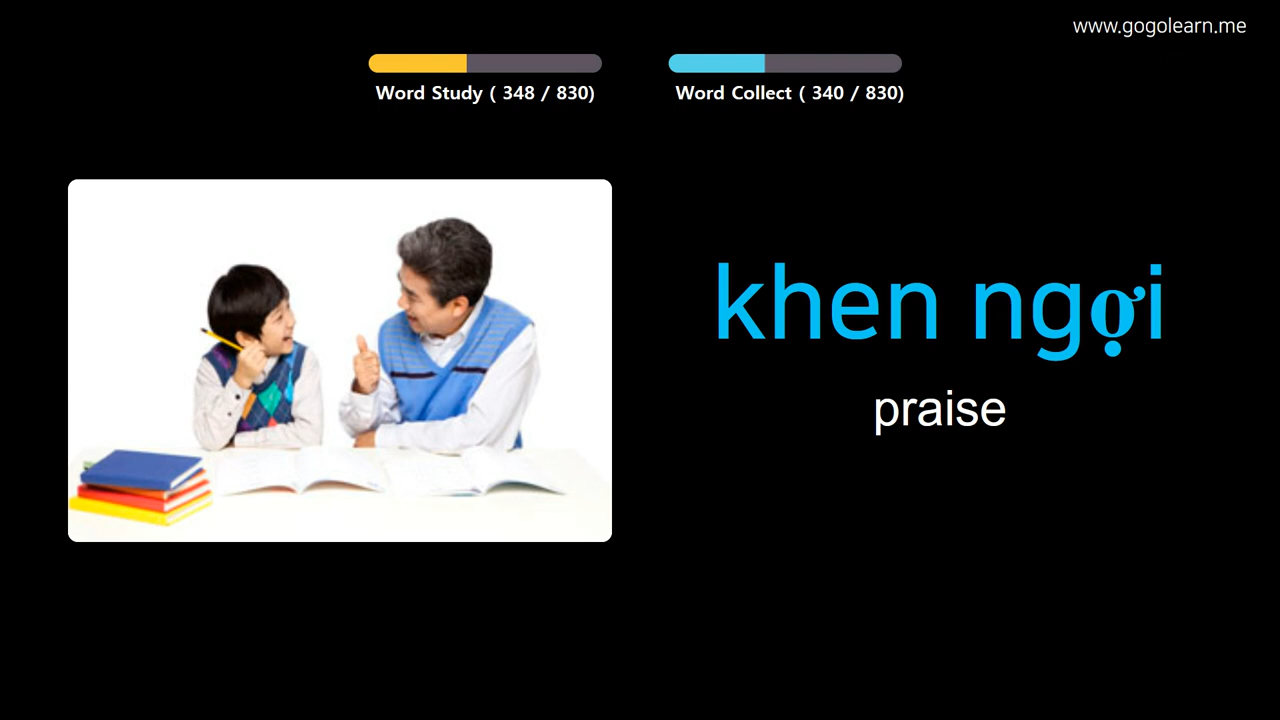 www.gogolearn.me
Word Study ( 348 / 830)
Word Collect ( 340 / 830)
khen ngợi
praise